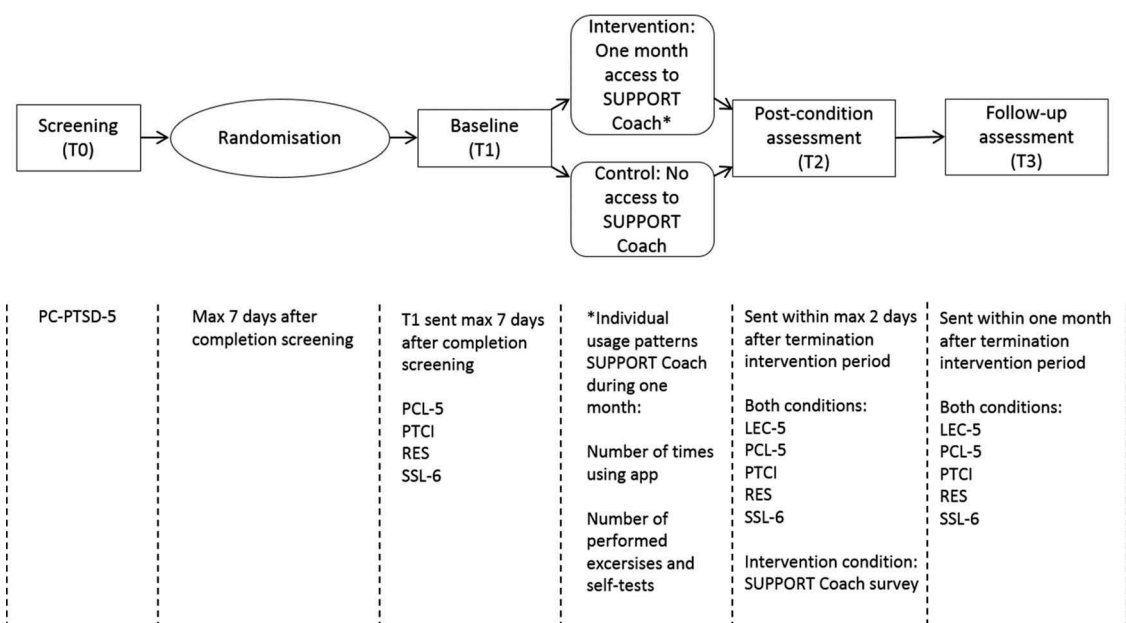 Screening
(T0)
Randomisation
Baseline
(T1)
Intervention:
One month
access to
SUPPORT
Coach*
Control: No
access to
SUPPORT
Coach
Post-condition
assessment
(T2)
Follow-up
assessment
(T3)
PC-PTSD-5
Max 7 days after
completion screening
T1 sent max 7 days
after completion
screening
PCL-5
PTCI
RES
SSL-6
*Individual
usage patterns
SUPPORT Coach
during one
month:
Number of times
using app
Number of
performed
excersises and
self-tests
Sent within max 2 days
after termination
intervention period
Both conditions:
LEC-5
PCL-5
PTCI
RES
SSL-6
Intervention condition:
SUPPORT Coach survey
Sent within one month
after termination
intervention period
Both conditions:
LEC-5
PCL-5
PTCI
RES
SSL-6